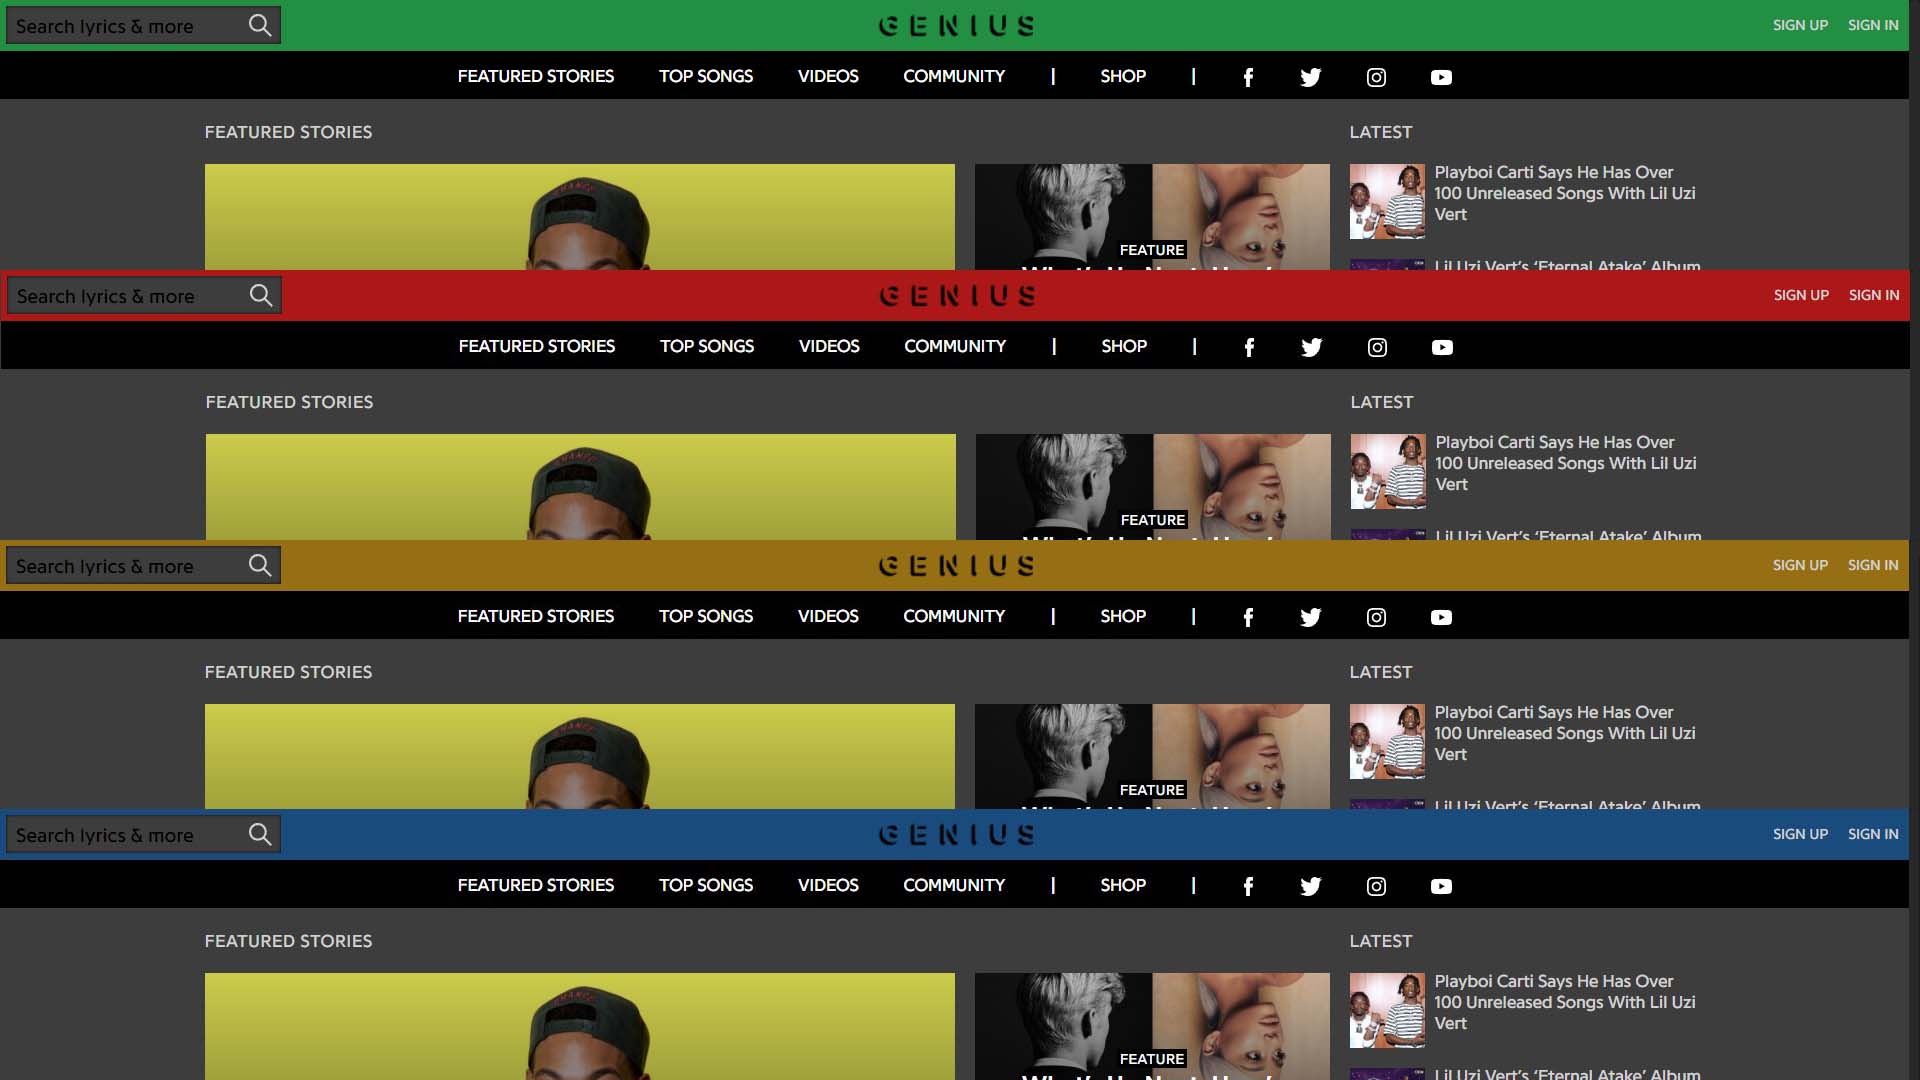 Search lyrics & more
GENIUS
SIGN UP SIGN IN
FEATURED STORIES TOP SONGS VIDEOS COMMUNITY | SHOP |
FEATURED STORIES
LATEST
CHANCE
FEATURE
What's Up Next: How
Playboi Carti Says He Has Over
100 Unreleased Songs With Lil Uzi
Vert
Lil Uzi Vert's ‘Eternal Atake’ Album
Search lyrics & more
GENIUS
SIGN UP SIGN IN
FEATURED STORIES TOP SONGS VIDEOS COMMUNITY | SHOP |
FEATURED STORIES
LATEST
CHANCE
FEATURE
Playboi Carti Says He Has Over
100 Unreleased Songs With Lil Uzi
Vert
Lil Uzi Vert's ‘Eternal Atake’ Album
Search lyrics & more
GENIUS
SIGN UP SIGN IN
FEATURED STORIES TOP SONGS VIDEOS COMMUNITY | SHOP |
FEATURED STORIES
LATEST
CHANCE
FEATURE
Playboi Carti Says He Has Over
100 Unreleased Songs With Lil Uzi
Vert
Lil Uzi Vert's ‘Eternal Atake’ Album
Search lyrics & more
GENIUS
SIGN UP SIGN IN
FEATURED STORIES TOP SONGS VIDEOS COMMUNITY | SHOP |
FEATURED STORIES
LATEST
CHANCE
FEATURE
Playboi Carti Says He Has Over
100 Unreleased Songs With Lil Uzi
Vert
Lil Uzi Vert's ‘Eternal Atake’ Album